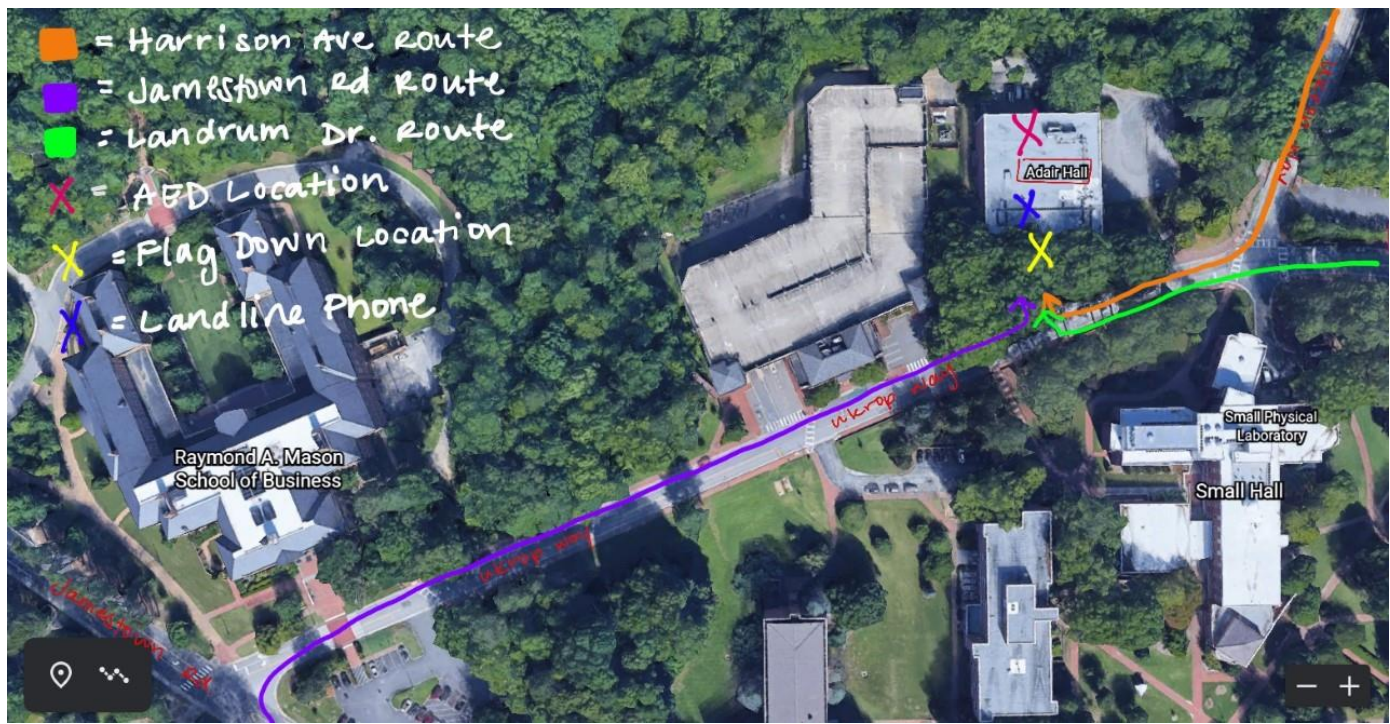 = Harrison Ave Route
= Jamestown Rd Route
= Landrum Dr. Route
X = AED Location
X = Flag Down Location
X = Landline Phone
Adair Hall
X
X
X
Way
ukrop way
ukrop way
Small Physical
Laboratory
Small Hall
Raymond A. Mason
School of Business
Jamestown Rd